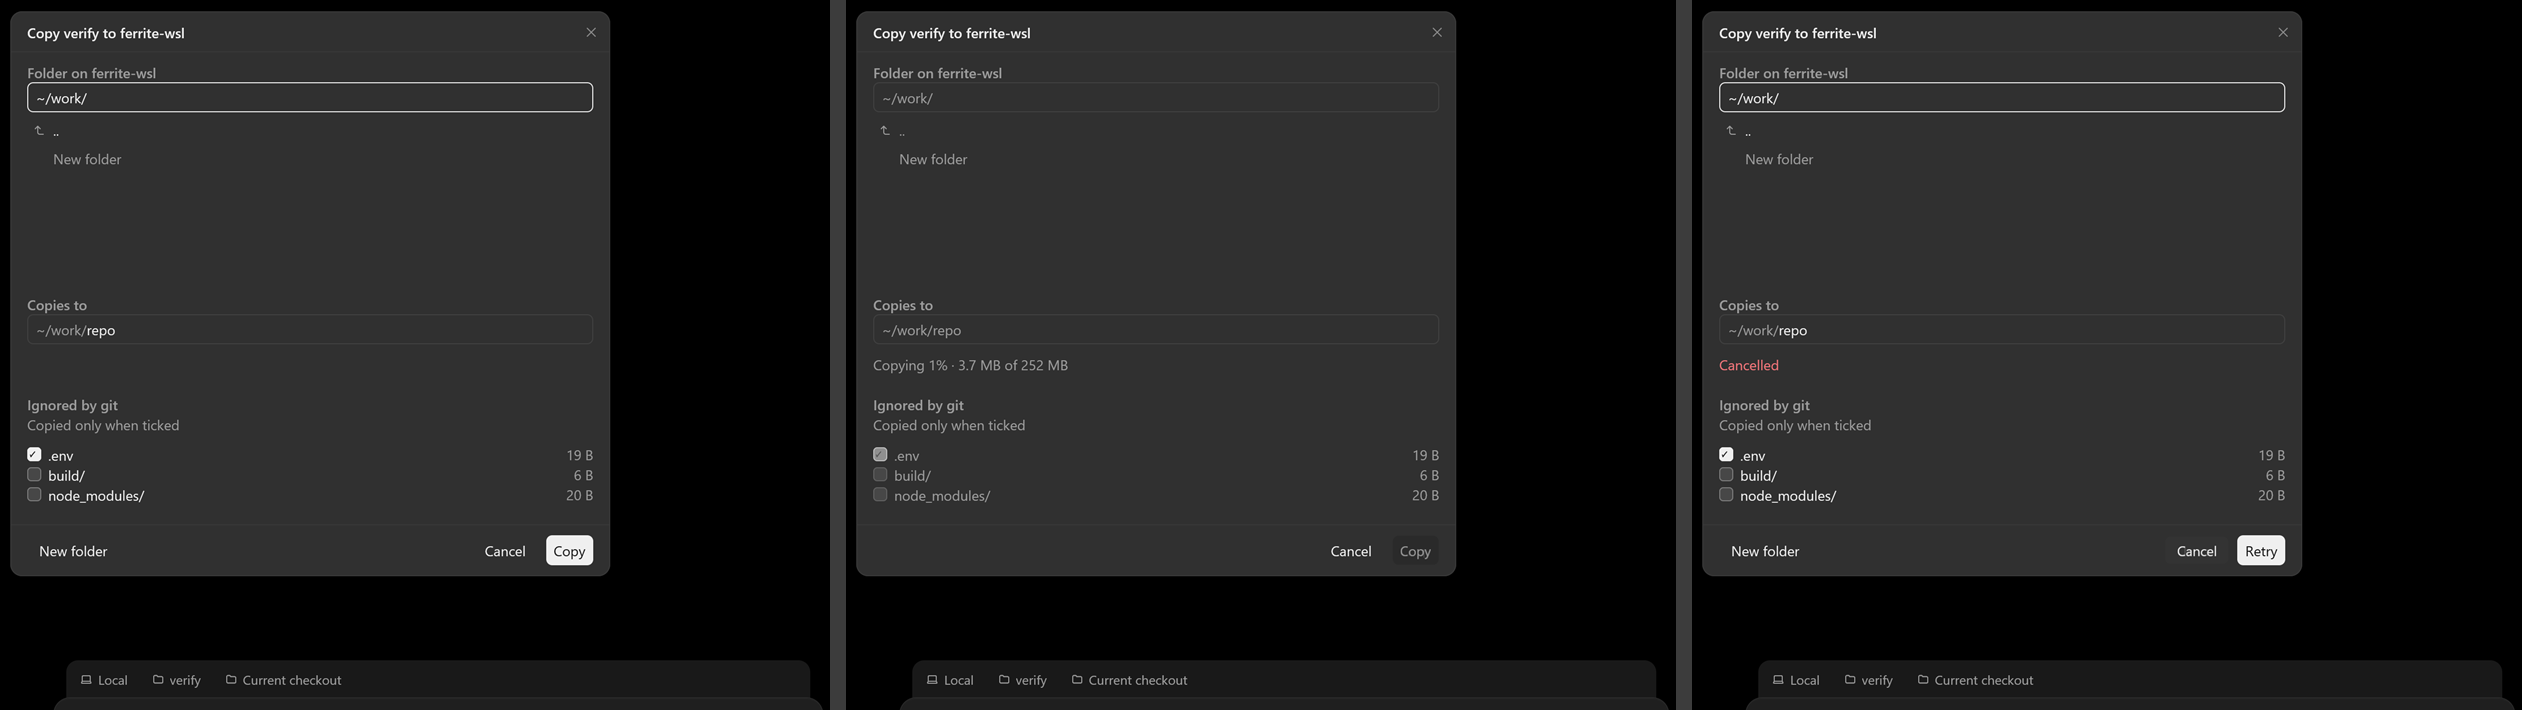 Copy verify to ferrite-wsl
Folder on ferrite-wsl
~/work/
..
New folder
Copies to
~/work/repo
Ignored by git
Copied only when ticked
.env 19 B
build/ 6 B
node_modules/ 20 B
New folder Cancel Copy
Local verify Current checkout
Copy verify to ferrite-wsl
Folder on ferrite-wsl
~/work/
..
New folder
Copies to
~/work/repo
Copying 1% · 3.7 MB of 252 MB
Ignored by git
Copied only when ticked
.env 19 B
build/ 6 B
node_modules/ 20 B
Cancel Copy
Local verify Current checkout
Copy verify to ferrite-wsl
Folder on ferrite-wsl
~/work/
..
New folder
Copies to
~/work/repo
Cancelled
Ignored by git
Copied only when ticked
.env 19 B
build/ 6 B
node_modules/ 20 B
New folder Cancel Retry
Local verify Current checkout